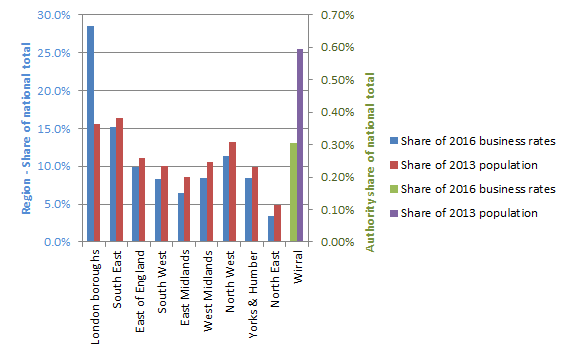 30.0%
25.0%
20.0%
15.0%
10.0%
5.0%
0.0%
Region - Share of national total
0.70%
0.60%
0.50%
0.40%
0.30%
0.20%
0.10%
0.00%
Authority share of national total
London boroughs
South East
East of England
South West
East Midlands
West Midlands
North West
Yorks & Humber
North East
Wirral
Share of 2016 business rates
Share of 2013 population
Share of 2016 business rates
Share of 2013 population